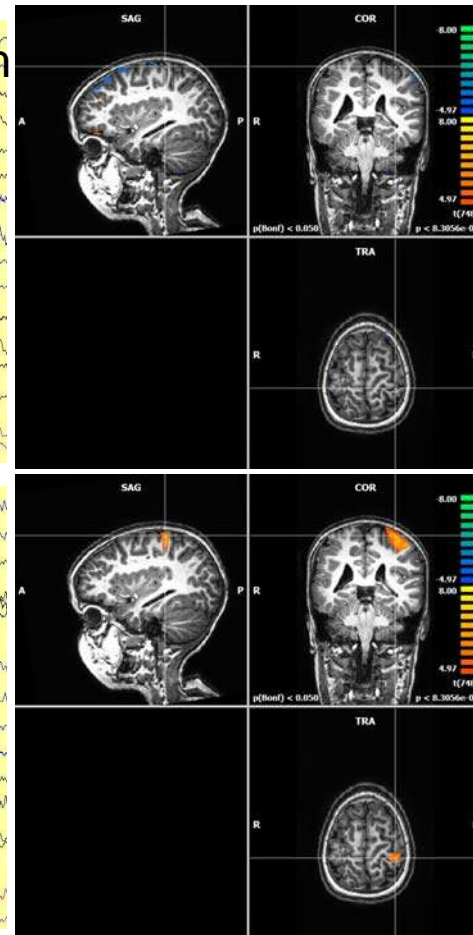 SAG
COR
-8.00
A
P
R
-4.97
8.00
4.97
p(Bonf) < 0.050
TRA
R
SAG
COR
-8.00
A
P
R
-4.97
8.00
4.97
p(Bonf) < 0.050
TRA
R